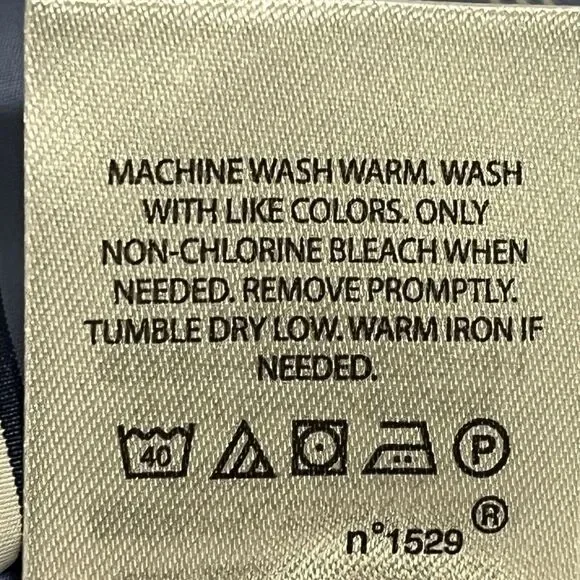 MACHINE WASH WARM. WASH
WITH LIKE COLORS. ONLY
NON-CHLORINE BLEACH WHEN
NEEDED. REMOVE PROMPTLY.
TUMBLE DRY LOW. WARM IRON IF
NEEDED.
40 P
n°1529 ®